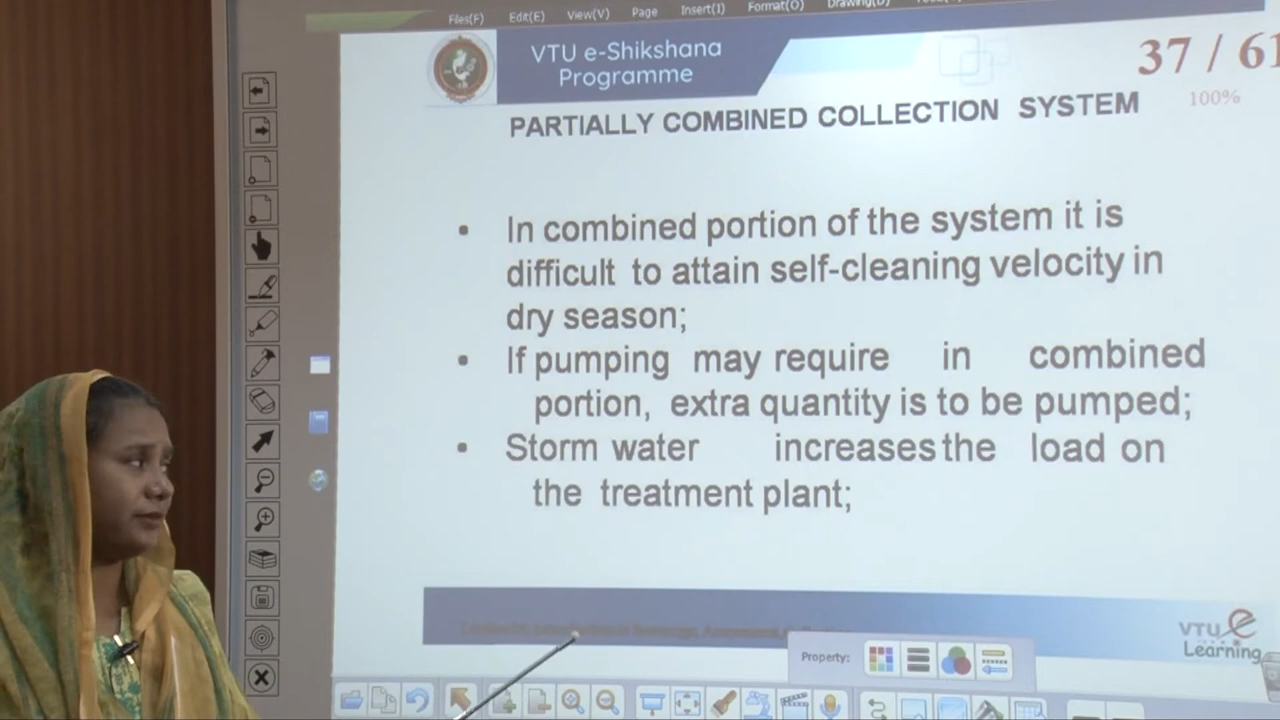 Files(F) Edit(E) View(V) Page Insert(I) Format(O) Drawing(D)
VTU e-Shikshana
Programme
37 / 61
100%
PARTIALLY COMBINED COLLECTION SYSTEM
• In combined portion of the system it is
difficult to attain self-cleaning velocity in
dry season;
• If pumping may require in combined
portion, extra quantity is to be pumped;
• Storm water increases the load on
the treatment plant;
VTU e
Learning
Property: